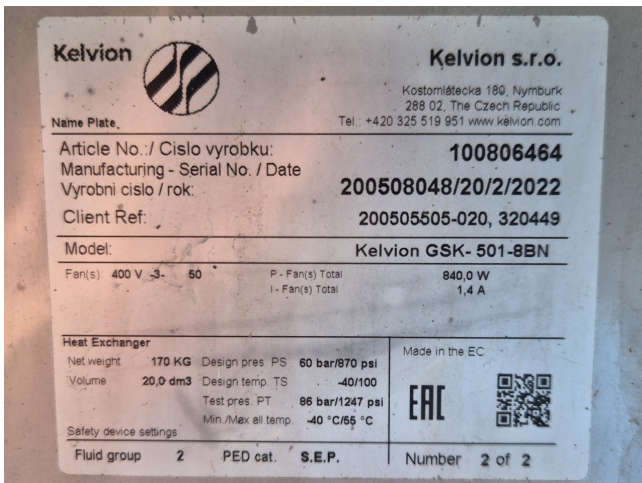 Kelvion
Kelvion s.r.o.
Kostomlátecka 180, Nymburk
288 02, The Czech Republic
Name Plate
Tel.: +420 325 519 951 www.kelvion.com
Article No.:/ Cislo vyrobku: 100806464
Manufacturing - Serial No. / Date
Vyrobni cislo / rok: 200508048/20/2/2022
Client Ref: 200505505-020, 320449
Model: Kelvion GSK- 501-8BN
Fan(s): 400 V -3- 50 P - Fan(s) Total 840,0 W
I - Fan(s) Total 1,4 A
Heat Exchanger
Net weight 170 KG Design pres. PS 60 bar/870 psi
Volume 20,0 dm3 Design temp. TS -40/100
Test pres. PT 86 bar/1247 psi
Min./Max all temp. -40 °C/55 °C
Safety device settings
Made in the EC
EAC
Fluid group 2 PED cat. S.E.P. Number 2 of 2